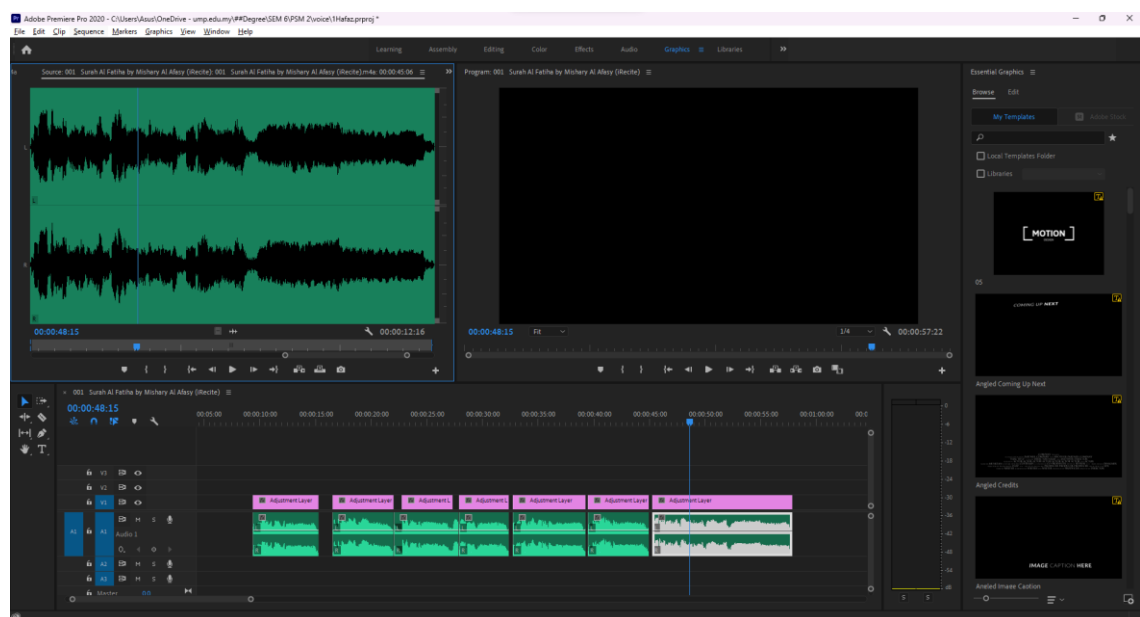 Adobe Premiere Pro 2020 - C:\Users\Asus\OneDrive - ump.edu.my\##Degree\SEM 6\PSM 2\voice\1Hafaz.prproj *
File Edit Clip Sequence Markers Graphics View Window Help
Learning Assembly Editing Color Effects Audio Graphics Libraries
Source: 001 Surah Al Fatiha by Mishary Al Afasy (iRecite): 001 Surah Al Fatiha by Mishary Al Afasy (iRecite).m4a: 00:00:45:06
Program: 001 Surah Al Fatiha by Mishary Al Afasy (iRecite)
Essential Graphics
Browse Edit
My Templates Adobe Stock
Local Templates Folder
Libraries
L
L
MOTION
05
R
R
COMING UP NEXT
00:00:48:15 00:00:12:16
00:00:48:15 Fit 1/4 00:00:57:22
Angled Coming Up Next
× 001 Surah Al Fatiha by Mishary Al Afasy (iRecite)
00:00:48:15
00:05:00 00:00:10:00 00:00:15:00 00:00:20:00 00:00:25:00 00:00:30:00 00:00:35:00 00:00:40:00 00:00:45:00 00:00:50:00 00:00:55:00 00:01:00:00 00:0
Angled Credits
V3
V2
V1 V1 Adjustment Layer Adjustment Layer Adjustment L Adjustment L Adjustment Layer Adjustment Layer Adjustment Layer
A1 A1 M S
Audio 1
A2 M S
A3 M S
Master 0.0
0
-6
-12
-18
-24
-30
-36
-42
-48
-54
dB
S S
IMAGE CAPTION HERE
Angled Image Caption